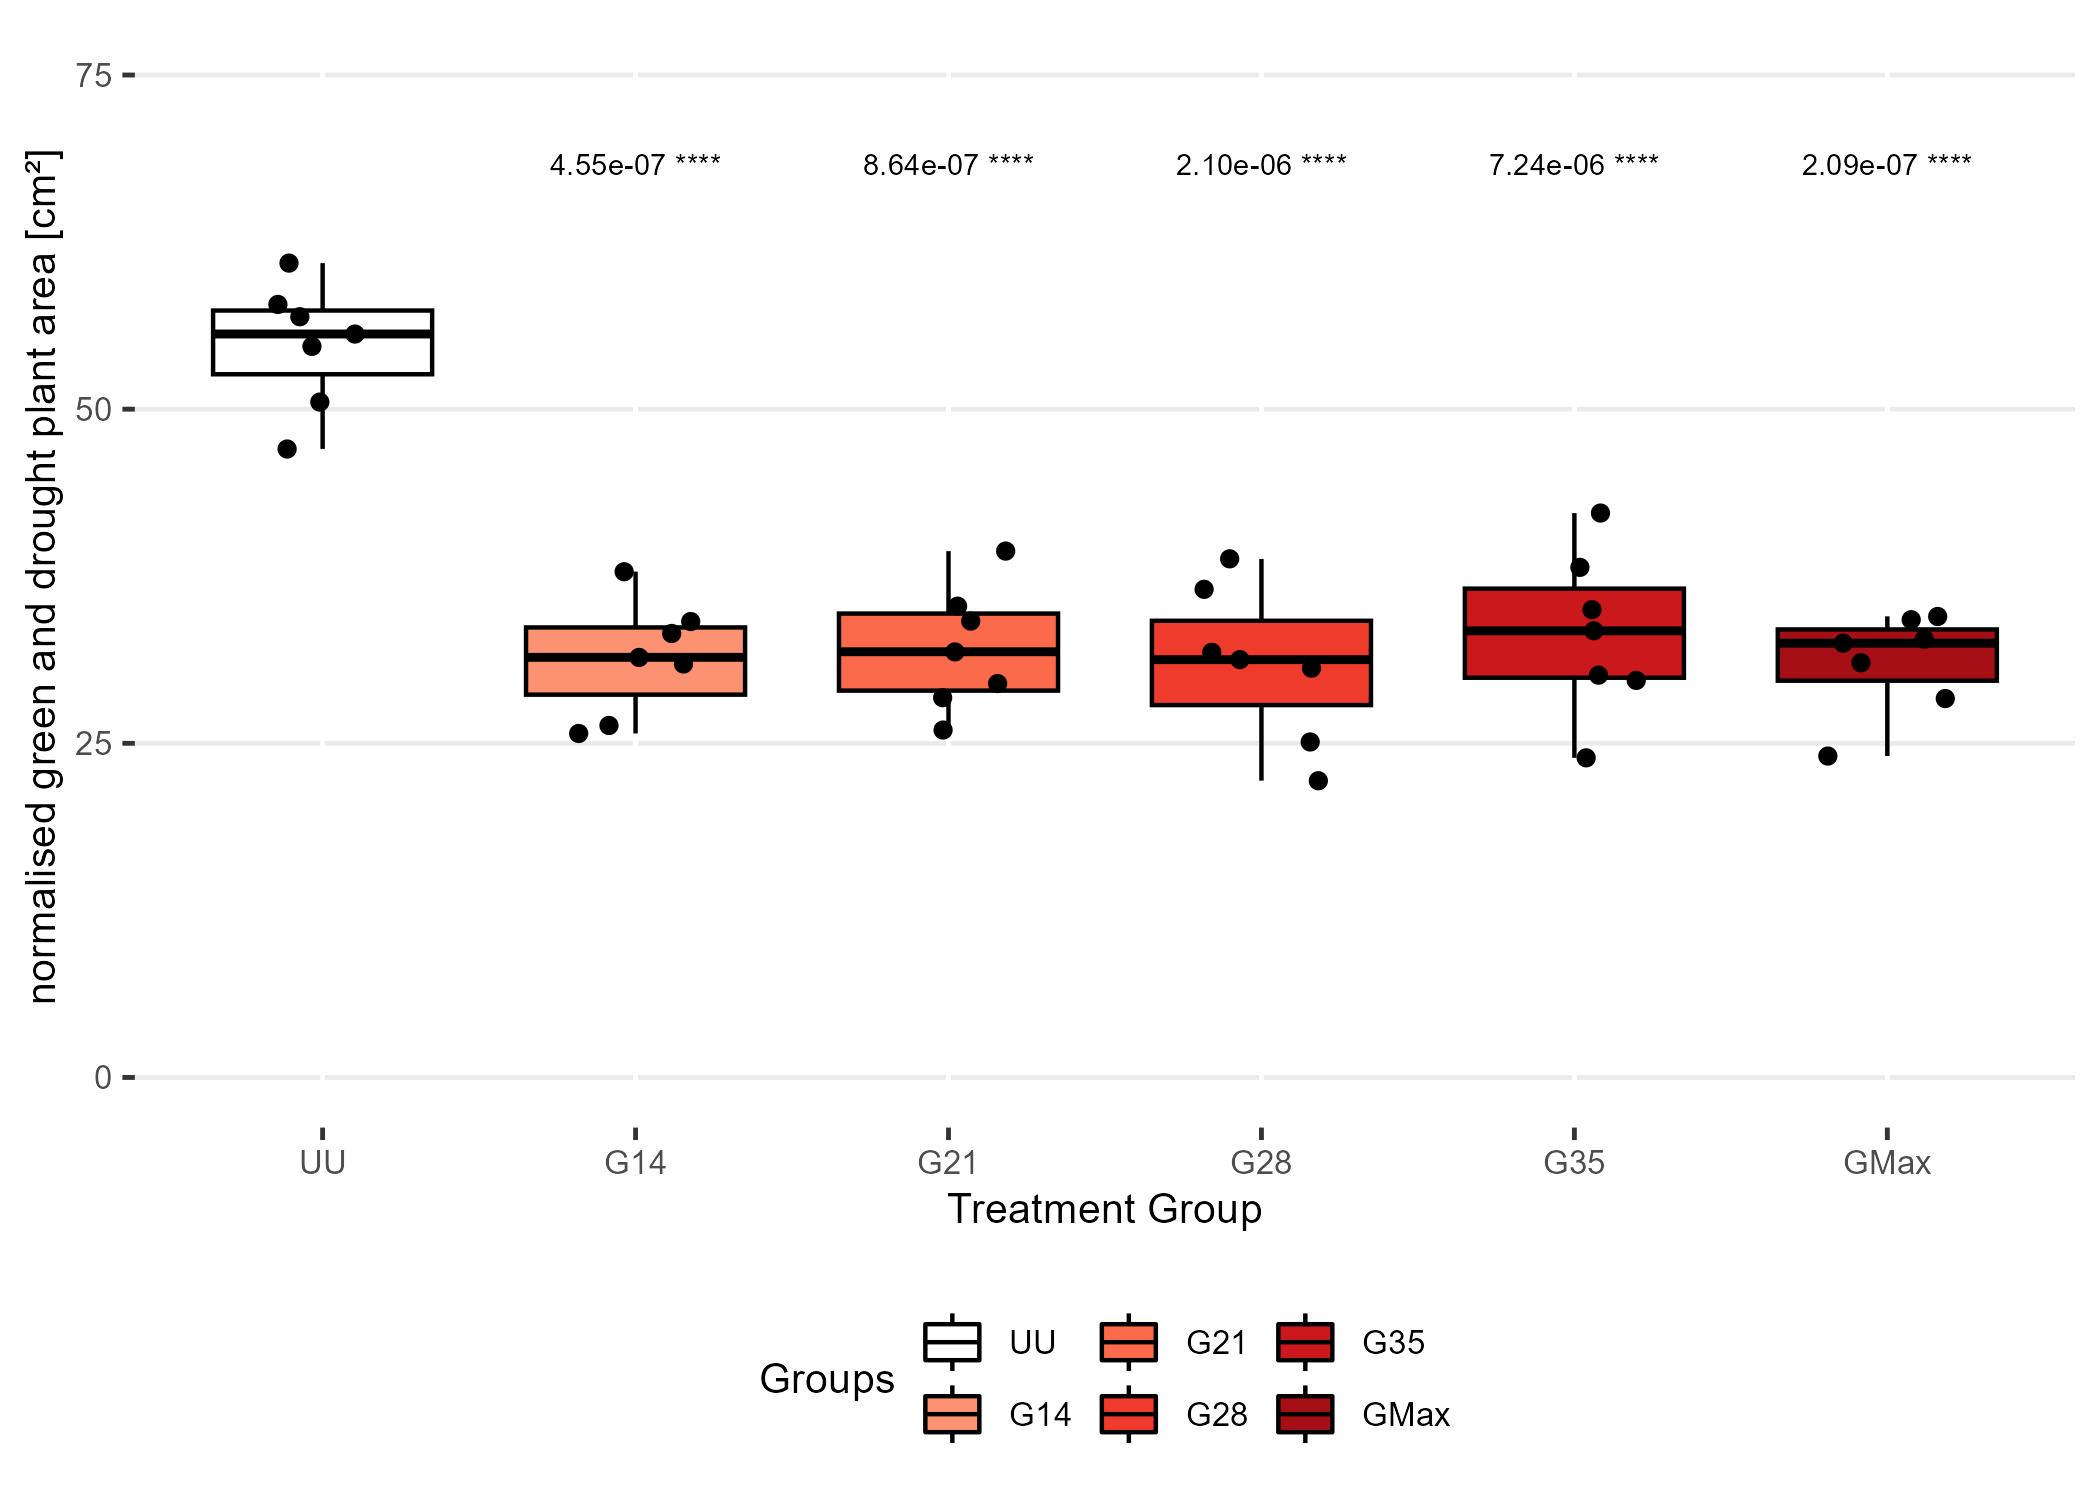 75
4.55e-07 ****
8.64e-07 ****
2.10e-06 ****
7.24e-06 ****
2.09e-07 ****
50
25
0
normalised green and drought plant area [cm²]
UU
G14
G21
G28
G35
GMax
Treatment Group
Groups
UU
G21
G35
G14
G28
GMax